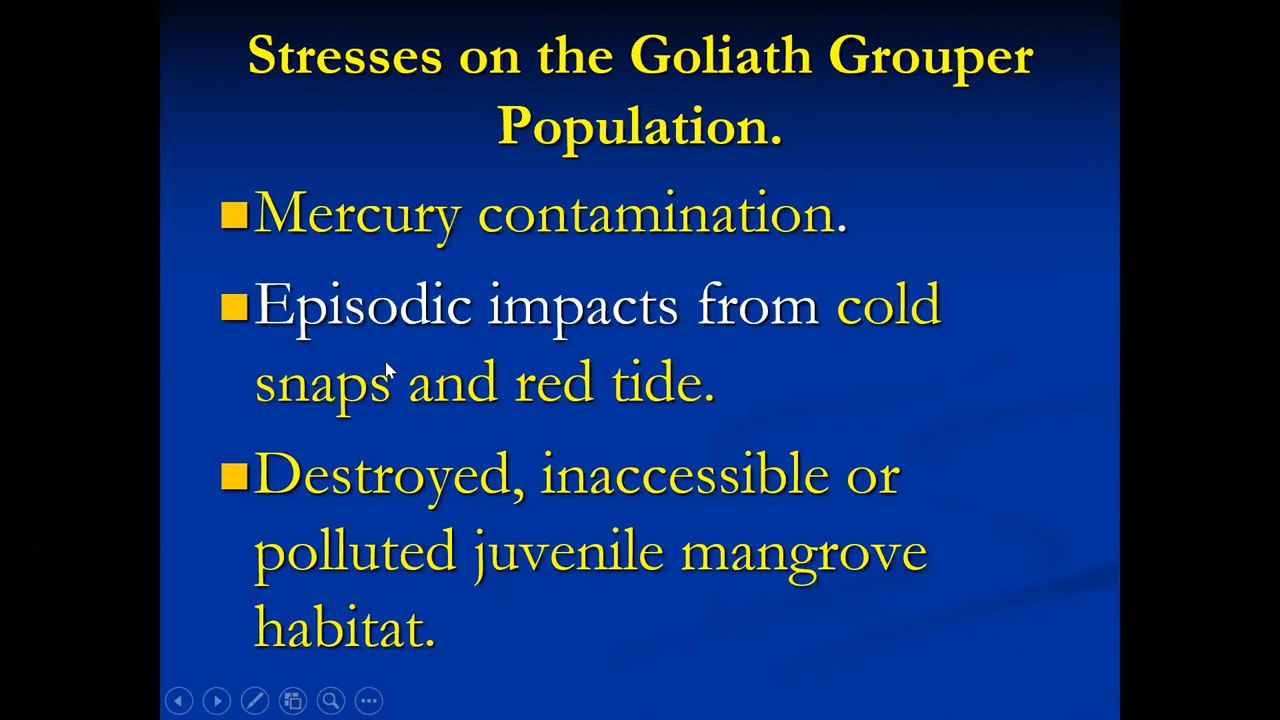 Stresses on the Goliath Grouper
Population.
Mercury contamination.
Episodic impacts from cold
snaps and red tide.
Destroyed, inaccessible or
polluted juvenile mangrove
habitat.